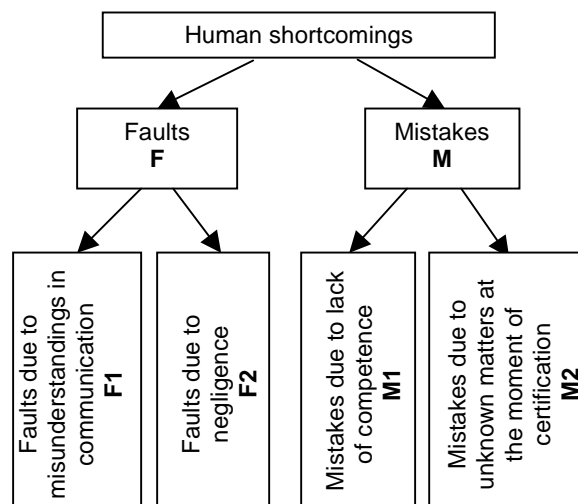 Human shortcomings
Faults
F
Mistakes
M
Faults due to
misunderstandings in
communication
F1
Faults due to
negligence
F2
Mistakes due to lack
of competence
M1
Mistakes due to
unknown matters at
the moment of
certification
M2